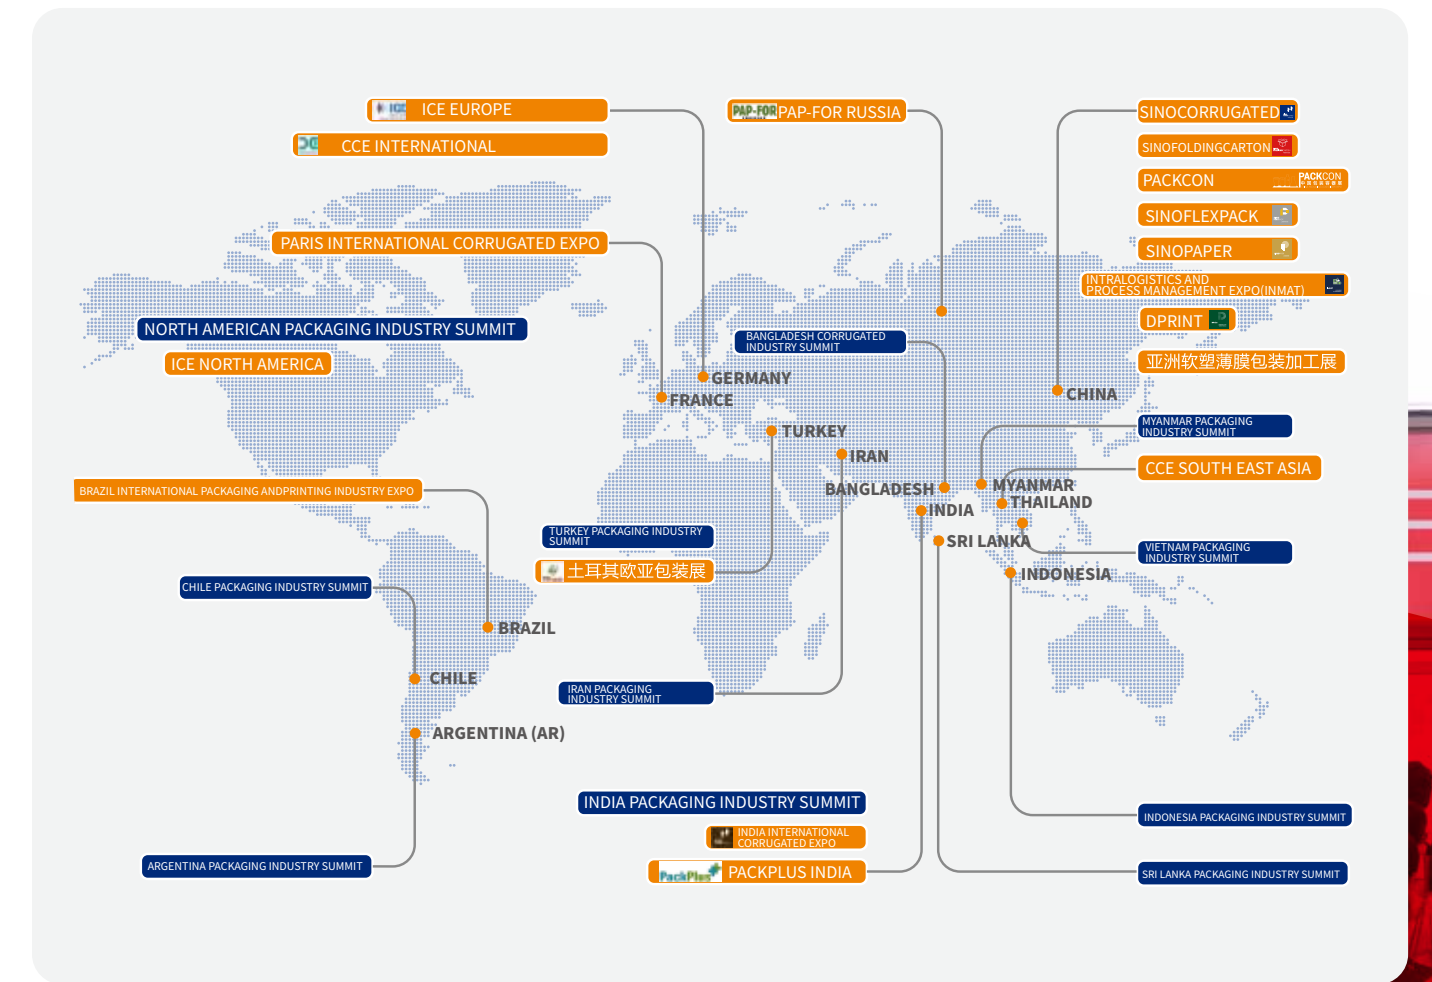 ICE EUROPE
CCE INTERNATIONAL
PAP-FOR
PAP-FOR RUSSIA
SINOCORRUGATED
SINOFOLDINGCARTON
PACKCON
PACKCON
SINOFLEXPACK
SINOPAPER
INTRALOGISTICS AND
PROCESS MANAGEMENT EXPO(INMAT)
DPRINT
亚洲软塑薄膜包装加工展
PARIS INTERNATIONAL CORRUGATED EXPO
NORTH AMERICAN PACKAGING INDUSTRY SUMMIT
ICE NORTH AMERICA
BANGLADESH CORRUGATED
INDUSTRY SUMMIT
GERMANY
FRANCE
CHINA
TURKEY
IRAN
MYANMAR PACKAGING
INDUSTRY SUMMIT
CCE SOUTH EAST ASIA
BANGLADESH
MYANMAR
THAILAND
INDIA
SRI LANKA
BRAZIL INTERNATIONAL PACKAGING ANDPRINTING INDUSTRY EXPO
TURKEY PACKAGING INDUSTRY
SUMMIT
土耳其欧亚包装展
VIETNAM PACKAGING
INDUSTRY SUMMIT
INDONESIA
CHILE PACKAGING INDUSTRY SUMMIT
BRAZIL
CHILE
IRAN PACKAGING
INDUSTRY SUMMIT
ARGENTINA (AR)
INDIA PACKAGING INDUSTRY SUMMIT
INDIA INTERNATIONAL
CORRUGATED EXPO
PackPlus
PACKPLUS INDIA
INDONESIA PACKAGING INDUSTRY SUMMIT
ARGENTINA PACKAGING INDUSTRY SUMMIT
SRI LANKA PACKAGING INDUSTRY SUMMIT